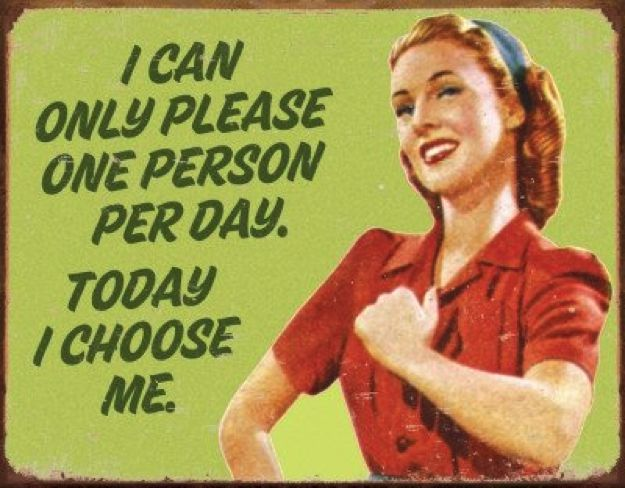 I CAN
ONLY PLEASE
ONE PERSON
PER DAY.
TODAY
I CHOOSE
ME.